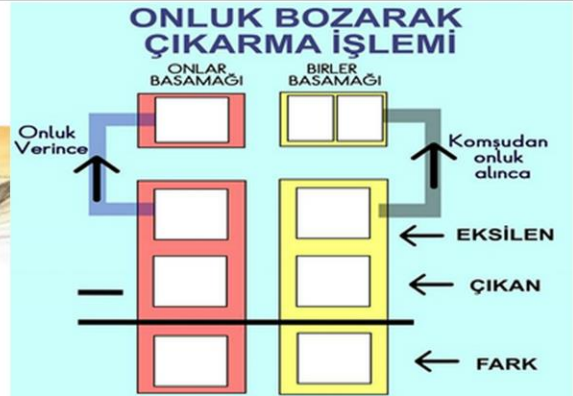 ONLUK BOZARAK
ÇIKARMA İŞLEMİ
ONLAR
BASAMAĞI
BİRLER
BASAMAĞI
Onluk
Verince
Komşudan
onluk
alınca
EKSİLEN
ÇIKAN
FARK